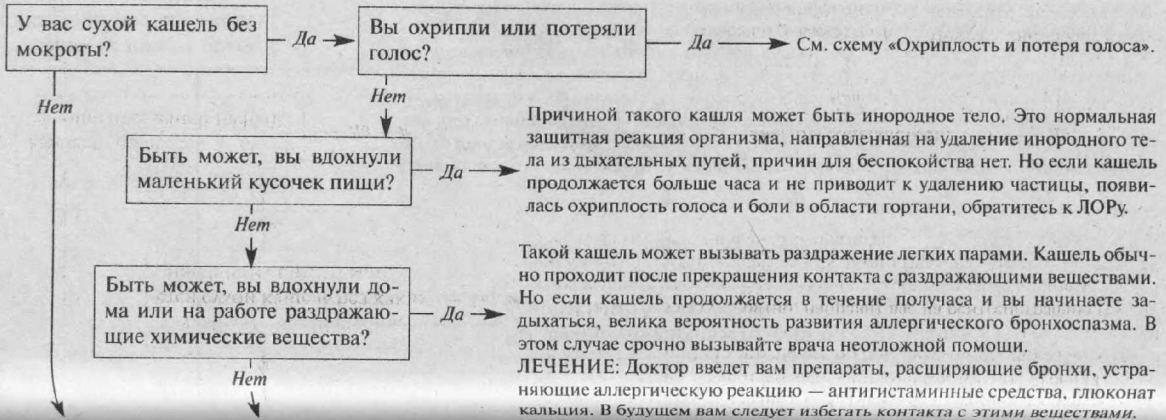 У вас сухой кашель без
мокроты?
Да
Вы охрипли или потеряли
голос?
Да
См. схему «Охриплость и потеря голоса».
Нет
Нет
Быть может, вы вдохнули
маленький кусочек пищи?
Да
Причиной такого кашля может быть инородное тело. Это нормальная
защитная реакция организма, направленная на удаление инородного те-
ла из дыхательных путей; причин для беспокойства нет. Но если кашель
продолжается больше часа и не приводит к удалению частицы, появи-
лась охриплость голоса и боли в области гортани, обратитесь к ЛОРу.
Нет
Быть может, вы вдохнули до-
ма или на работе раздражаю-
щие химические вещества?
Да
Такой кашель может вызывать раздражение легких парами. Кашель обыч-
но проходит после прекращения контакта с раздражающими веществами.
Но если кашель продолжается в течение получаса и вы начинаете за-
дыхаться, велика вероятность развития аллергического бронхоспазма. В
этом случае срочно вызывайте врача неотложной помощи.
ЛЕЧЕНИЕ: Доктор введет вам препараты, расширяющие бронхи, устра-
няющие аллергическую реакцию — антигистаминные средства, глюконат
кальция. В будущем вам следует избегать контакта с этими веществами.
Нет